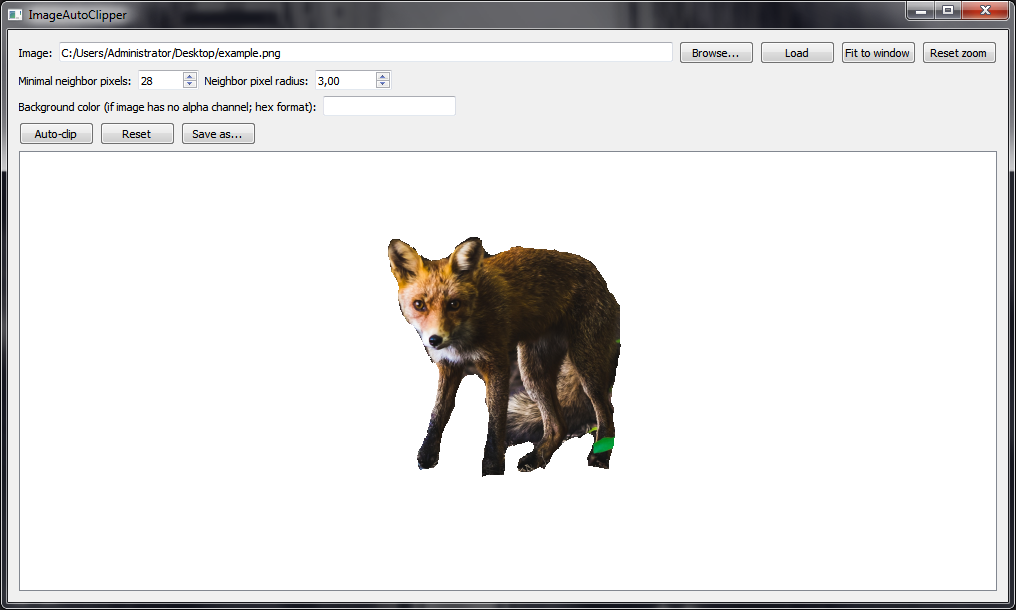 ImageAutoClipper
Image: C:/Users/Administrator/Desktop/example.png Browse... Load Fit to window Reset zoom
Minimal neighbor pixels: 28 Neighbor pixel radius: 3,00
Background color (if image has no alpha channel; hex format):
Auto-clip Reset Save as...